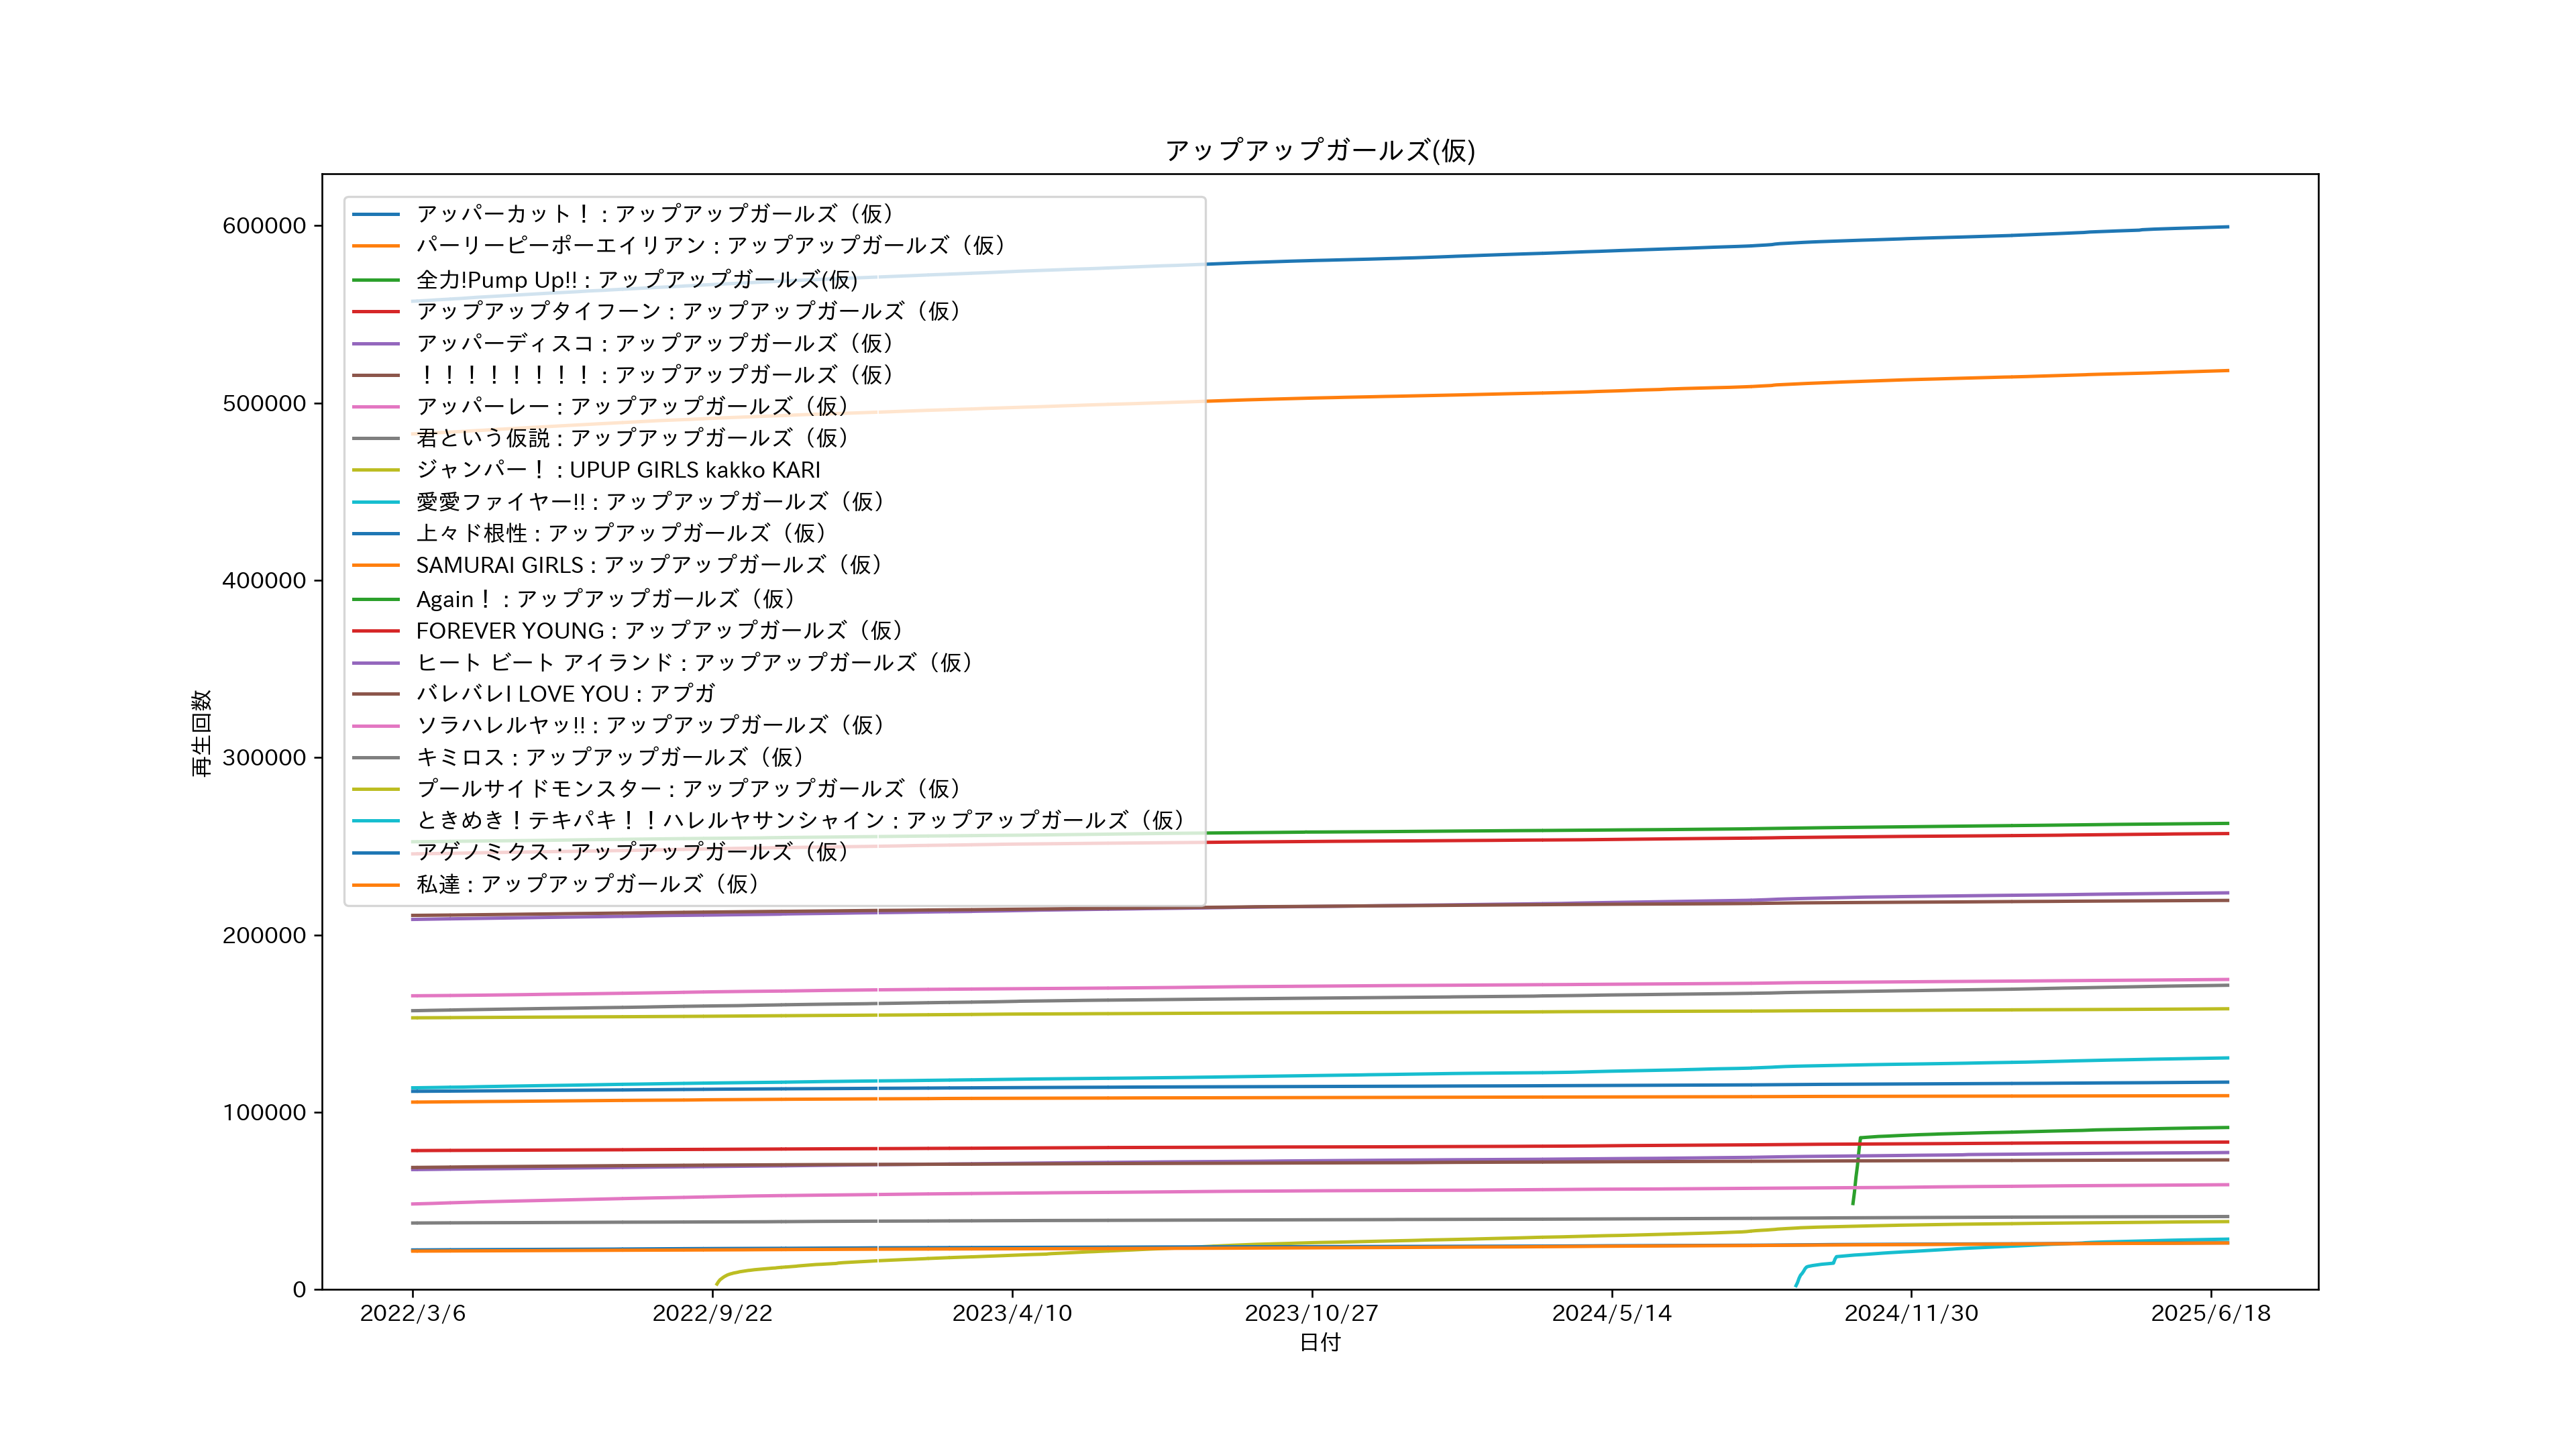 アップアップガールズ(仮)
600000
500000
400000
300000
200000
100000
0
再生回数
アッパーカット！ : アップアップガールズ（仮）
パーリーピーポーエイリアン : アップアップガールズ（仮）
全力!Pump Up!! : アップアップガールズ(仮)
アップアップタイフーン : アップアップガールズ（仮）
アッパーディスコ : アップアップガールズ（仮）
！！！！！！！！ : アップアップガールズ（仮）
アッパーレー : アップアップガールズ（仮）
君という仮説 : アップアップガールズ（仮）
ジャンパー！ : UPUP GIRLS kakko KARI
愛愛ファイヤー!! : アップアップガールズ（仮）
上々ド根性 : アップアップガールズ（仮）
SAMURAI GIRLS : アップアップガールズ（仮）
Again！ : アップアップガールズ（仮）
FOREVER YOUNG : アップアップガールズ（仮）
ヒート ビート アイランド : アップアップガールズ（仮）
バレバレI LOVE YOU : アプガ
ソラハレルヤッ!! : アップアップガールズ（仮）
キミロス : アップアップガールズ（仮）
プールサイドモンスター : アップアップガールズ（仮）
ときめき！テキパキ！！ハレルヤサンシャイン : アップアップガールズ（仮）
アゲノミクス : アップアップガールズ（仮）
私達 : アップアップガールズ（仮）
2022/3/6
2022/9/22
2023/4/10
2023/10/27
2024/5/14
2024/11/30
2025/6/18
日付